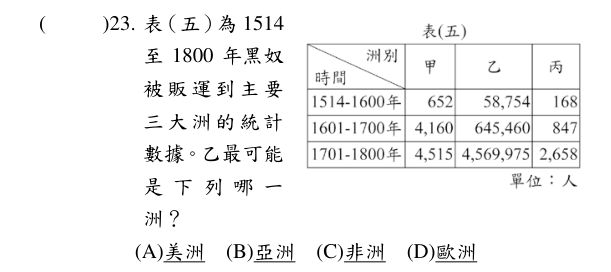 (　　)23. 表（五）為 1514
至 1800 年黑奴
被販運到主要
三大洲的統計
數據。乙最可能
是下列哪一
洲？
表(五)
洲別 甲 乙 丙
時間
1514-1600年 652 58,754 168
1601-1700年 4,160 645,460 847
1701-1800年 4,515 4,569,975 2,658
單位：人
(A)美洲 (B)亞洲 (C)非洲 (D)歐洲